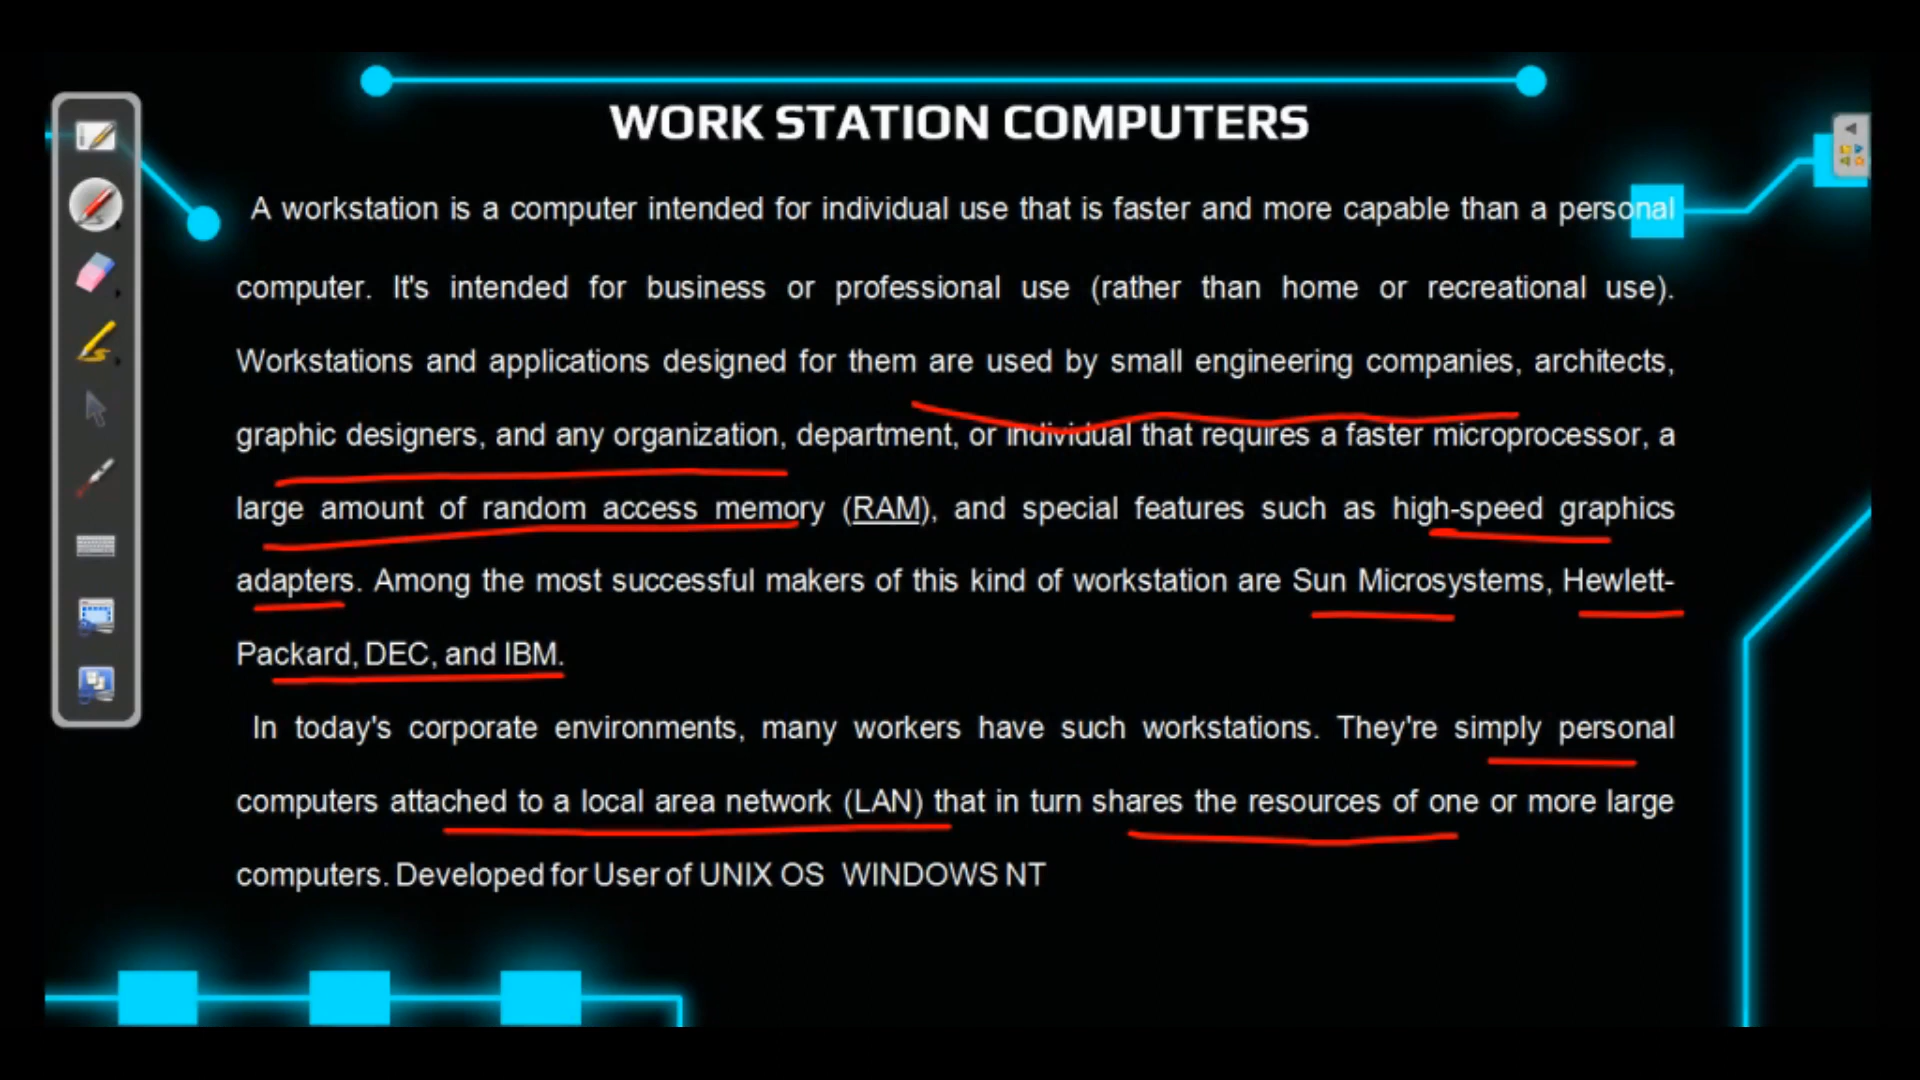 WORK STATION COMPUTERS
A workstation is a computer intended for individual use that is faster and more capable than a personal
computer. It's intended for business or professional use (rather than home or recreational use).
Workstations and applications designed for them are used by small engineering companies, architects,
graphic designers, and any organization, department, or individual that requires a faster microprocessor, a
large amount of random access memory (RAM), and special features such as high-speed graphics
adapters. Among the most successful makers of this kind of workstation are Sun Microsystems, Hewlett-
Packard, DEC, and IBM.
In today's corporate environments, many workers have such workstations. They're simply personal
computers attached to a local area network (LAN) that in turn shares the resources of one or more large
computers. Developed for User of UNIX OS WINDOWS NT